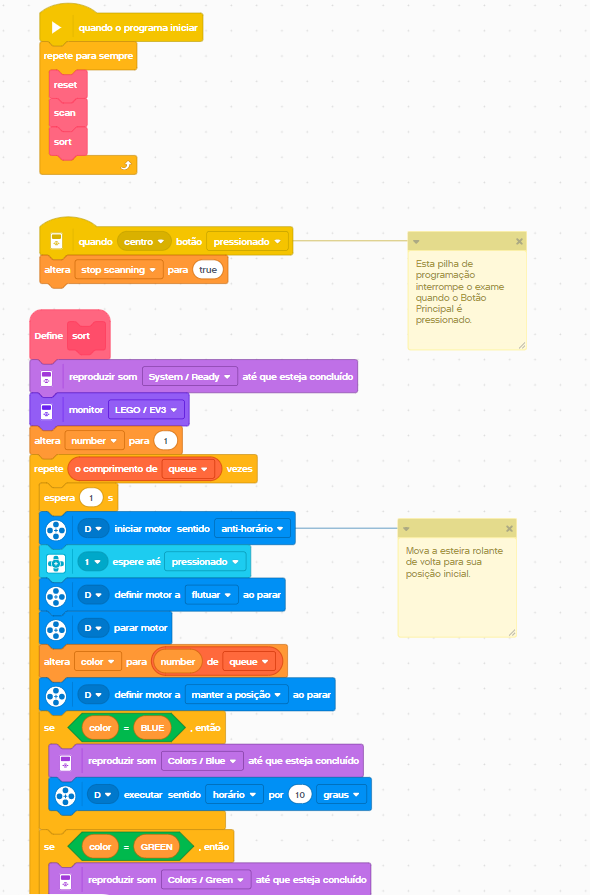 quando o programa iniciar
repete para sempre
reset
scan
sort
quando centro botão pressionado
altera stop scanning para true
Esta pilha de
programação
interrompe o exame
quando o Botão
Principal é
pressionado.
Define sort
reproduzir som System / Ready até que esteja concluído
monitor LEGO / EV3
altera number para 1
repete o comprimento de queue vezes
espera 1 s
D iniciar motor sentido anti-horário
Mova a esteira rolante
de volta para sua
posição inicial.
1 espere até pressionado
D definir motor a flutuar ao parar
D parar motor
altera color para number de queue
D definir motor a manter a posição ao parar
se color = BLUE , então
reproduzir som Colors / Blue até que esteja concluído
D executar sentido horário por 10 graus
se color = GREEN , então
reproduzir som Colors / Green até que esteja concluído